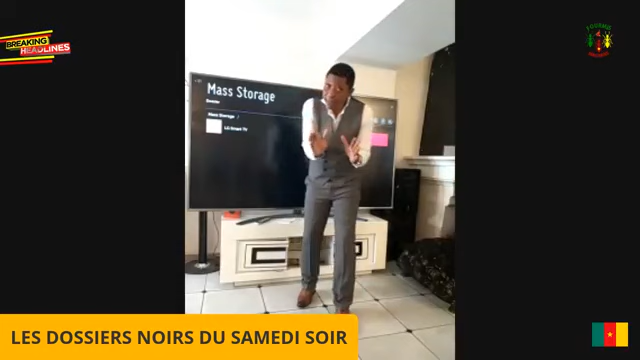 BREAKING
HEADLINES
Mass Storage
Mass Storage /
LG Smart TV
LES DOSSIERS NOIRS DU SAMEDI SOIR